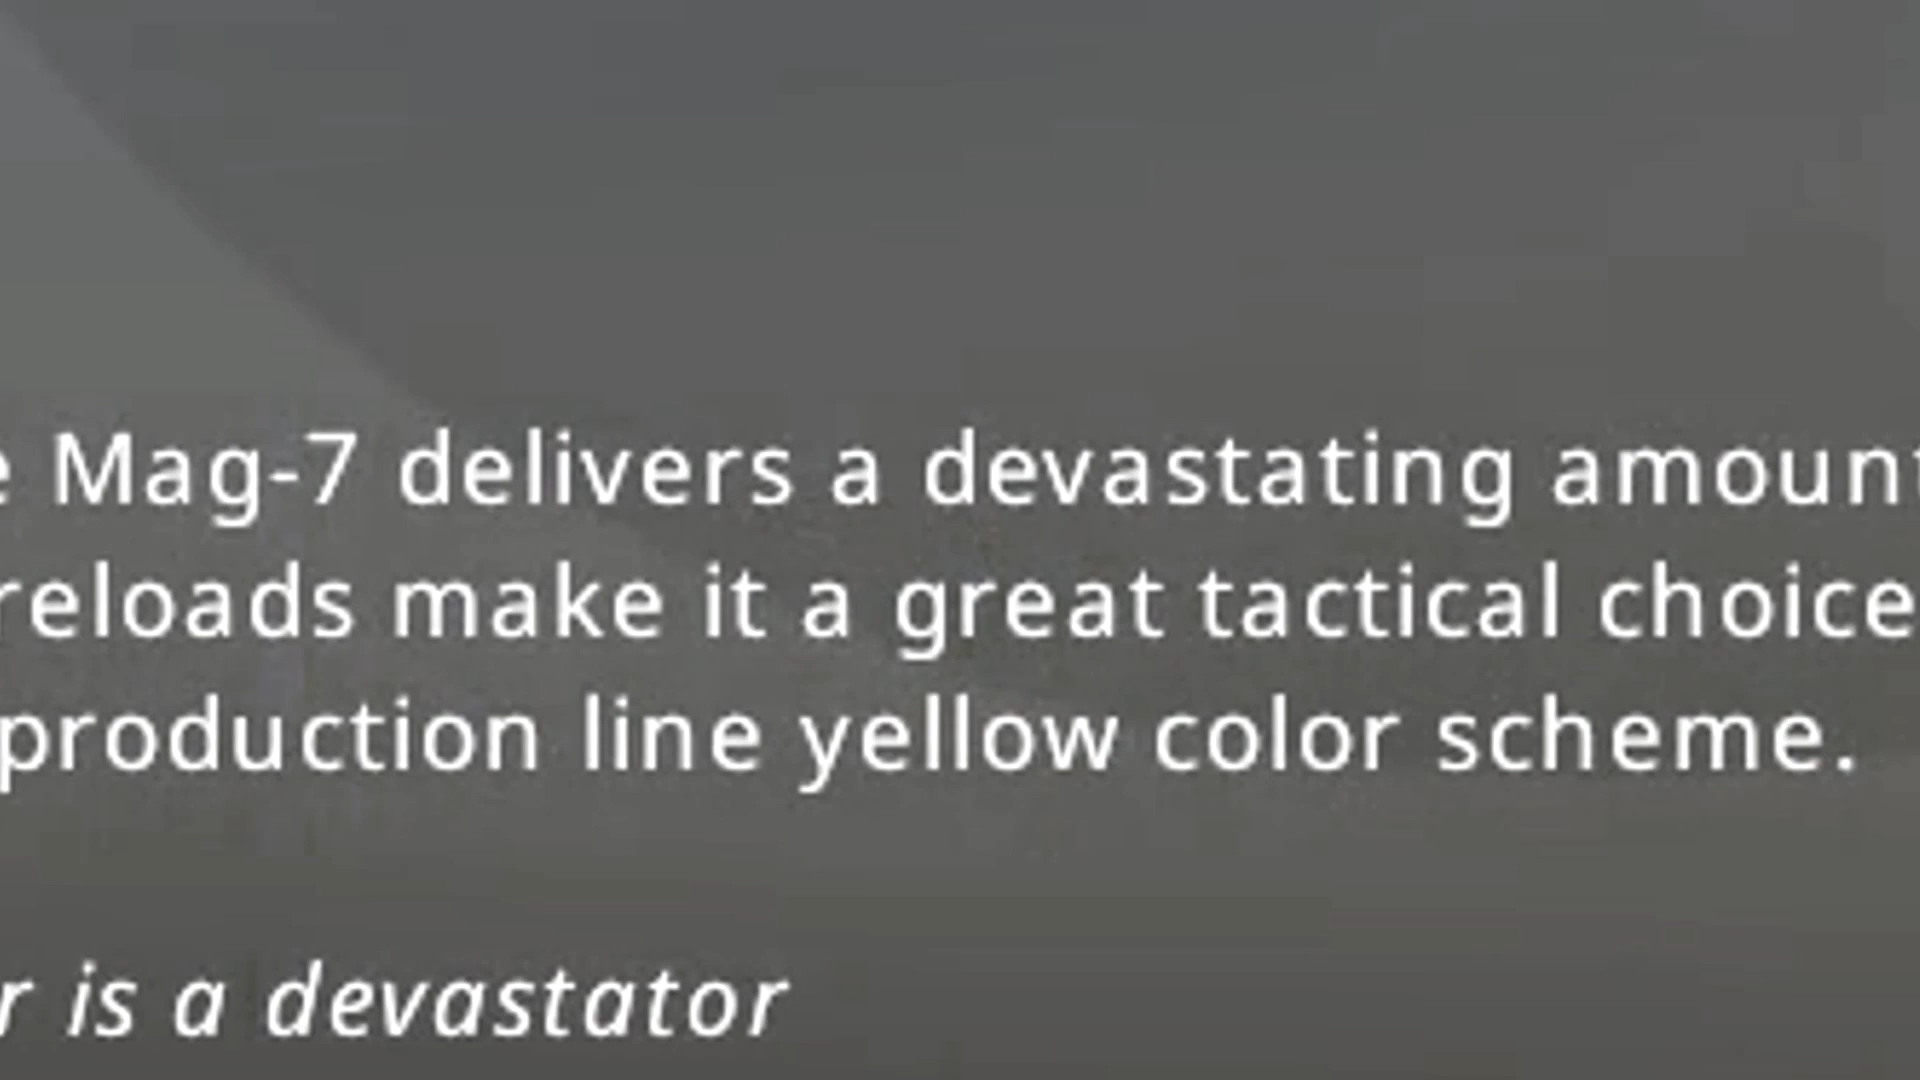 e Mag-7 delivers a devastating amount
reloads make it a great tactical choice
production line yellow color scheme.
r is a devastator